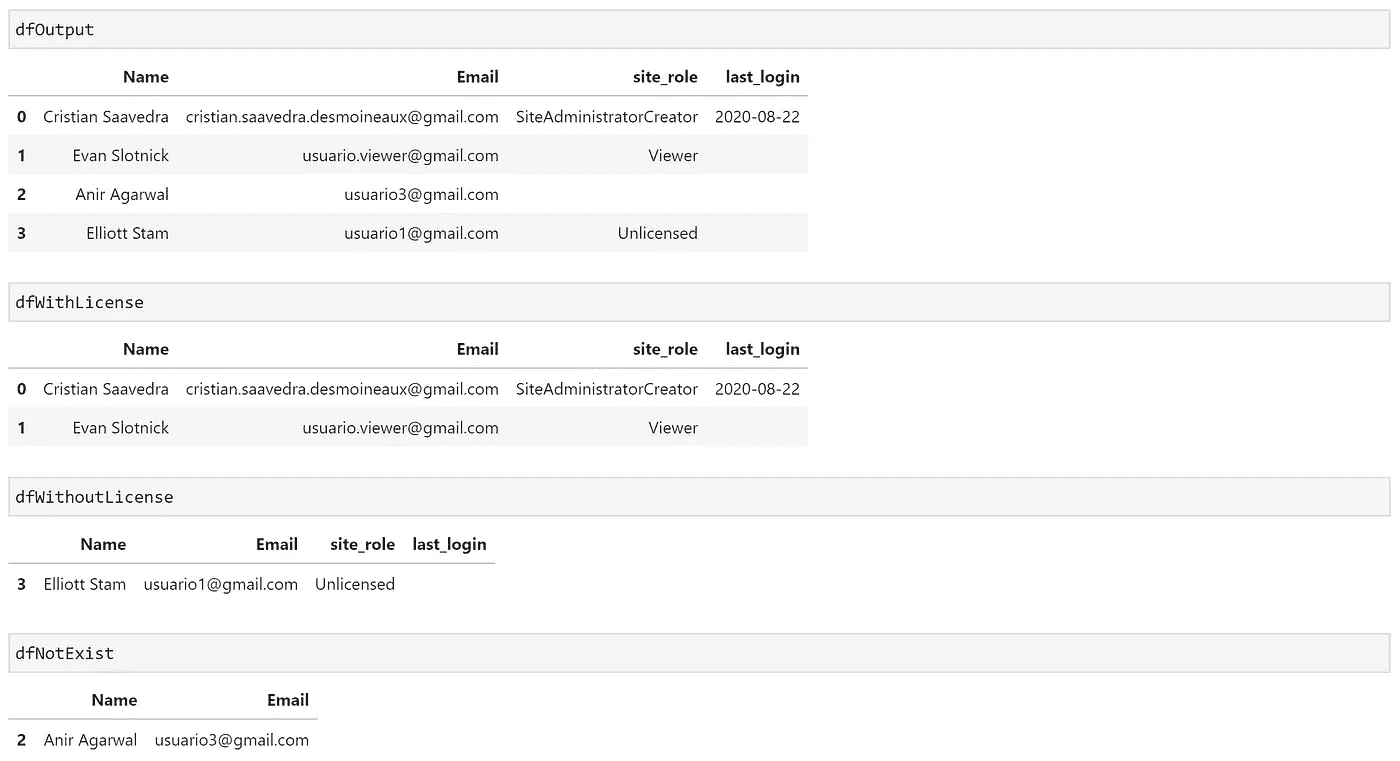 dfOutput
Name Email site_role last_login
0 Cristian Saavedra cristian.saavedra.desmoineaux@gmail.com SiteAdministratorCreator 2020-08-22
1 Evan Slotnick usuario.viewer@gmail.com Viewer
2 Anir Agarwal usuario3@gmail.com
3 Elliott Stam usuario1@gmail.com Unlicensed
dfWithLicense
Name Email site_role last_login
0 Cristian Saavedra cristian.saavedra.desmoineaux@gmail.com SiteAdministratorCreator 2020-08-22
1 Evan Slotnick usuario.viewer@gmail.com Viewer
dfWithoutLicense
Name Email site_role last_login
3 Elliott Stam usuario1@gmail.com Unlicensed
dfNotExist
Name Email
2 Anir Agarwal usuario3@gmail.com